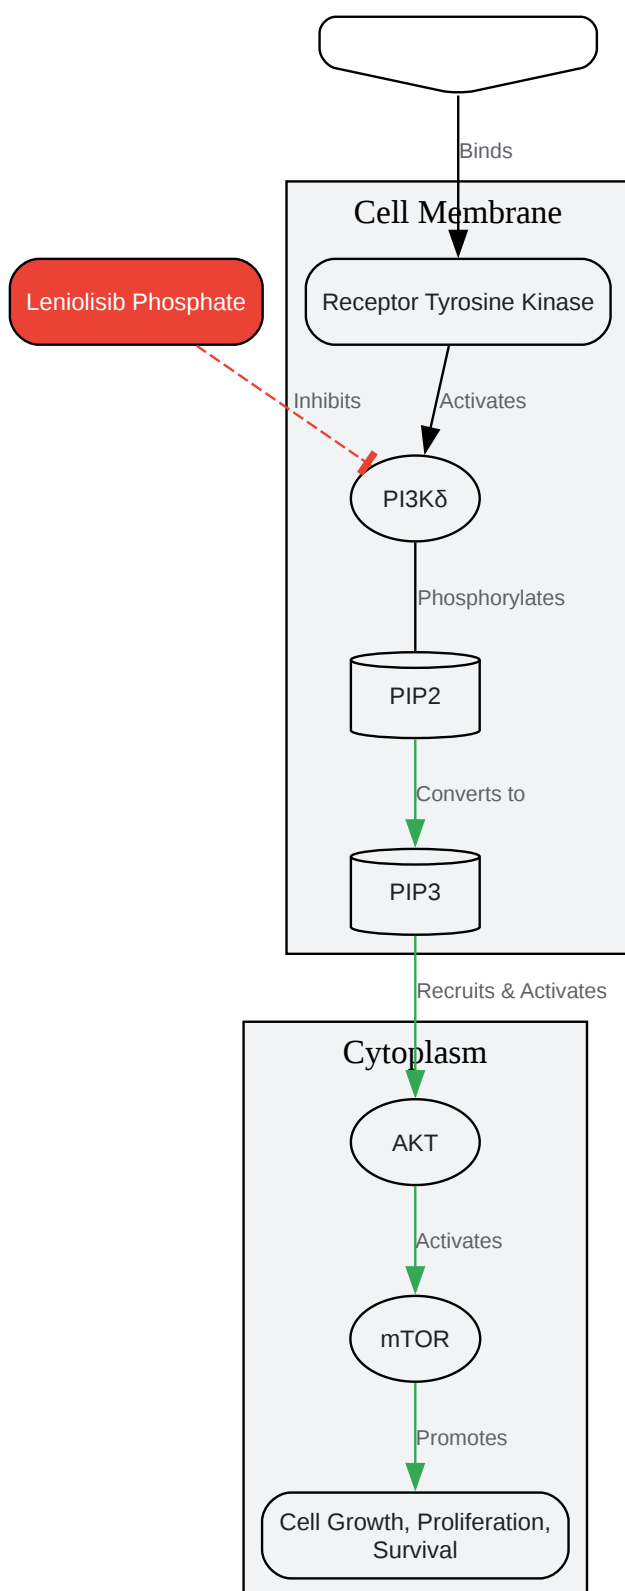 Binds
Cell Membrane
Leniolisib Phosphate
Receptor Tyrosine Kinase
Inhibits
Activates
PI3Kδ
Phosphorylates
PIP2
Converts to
PIP3
Recruits & Activates
Cytoplasm
AKT
Activates
mTOR
Promotes
Cell Growth, Proliferation,
Survival